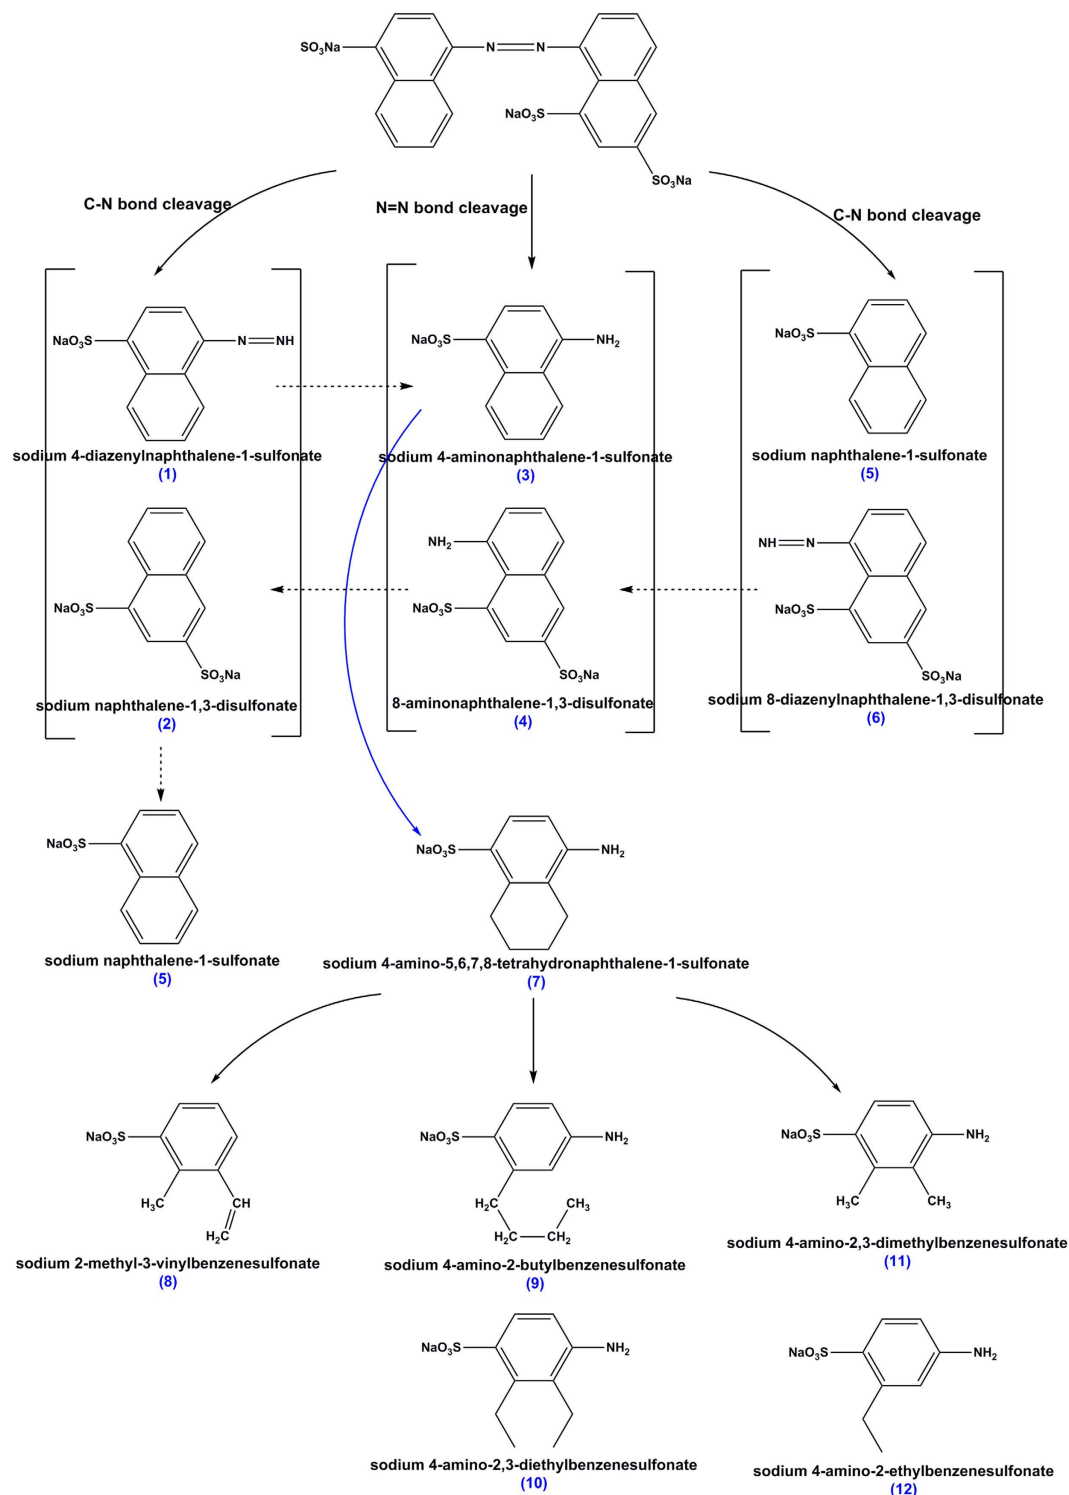 SO3Na
N
N
NaO3S
SO3Na
C-N bond cleavage
N=N bond cleavage
C-N bond cleavage
NaO3S
N
NH
sodium 4-diazenylnaphthalene-1-sulfonate
(1)
NaO3S
NH2
sodium 4-aminonaphthalene-1-sulfonate
(3)
NaO3S
sodium naphthalene-1-sulfonate
(5)
NaO3S
SO3Na
sodium naphthalene-1,3-disulfonate
(2)
NH2
NaO3S
SO3Na
8-aminonaphthalene-1,3-disulfonate
(4)
NH
N
NaO3S
SO3Na
sodium 8-diazenylnaphthalene-1,3-disulfonate
(6)
NaO3S
sodium naphthalene-1-sulfonate
(5)
NaO3S
NH2
sodium 4-amino-5,6,7,8-tetrahydronaphthalene-1-sulfonate
(7)
NaO3S
H3C
CH
H2C
sodium 2-methyl-3-vinylbenzenesulfonate
(8)
NaO3S
NH2
H2C
CH3
H2C
CH2
sodium 4-amino-2-butylbenzenesulfonate
(9)
NaO3S
NH2
H3C
CH3
sodium 4-amino-2,3-dimethylbenzenesulfonate
(11)
NaO3S
NH2
sodium 4-amino-2,3-diethylbenzenesulfonate
(10)
NaO3S
NH2
sodium 4-amino-2-ethylbenzenesulfonate
(12)